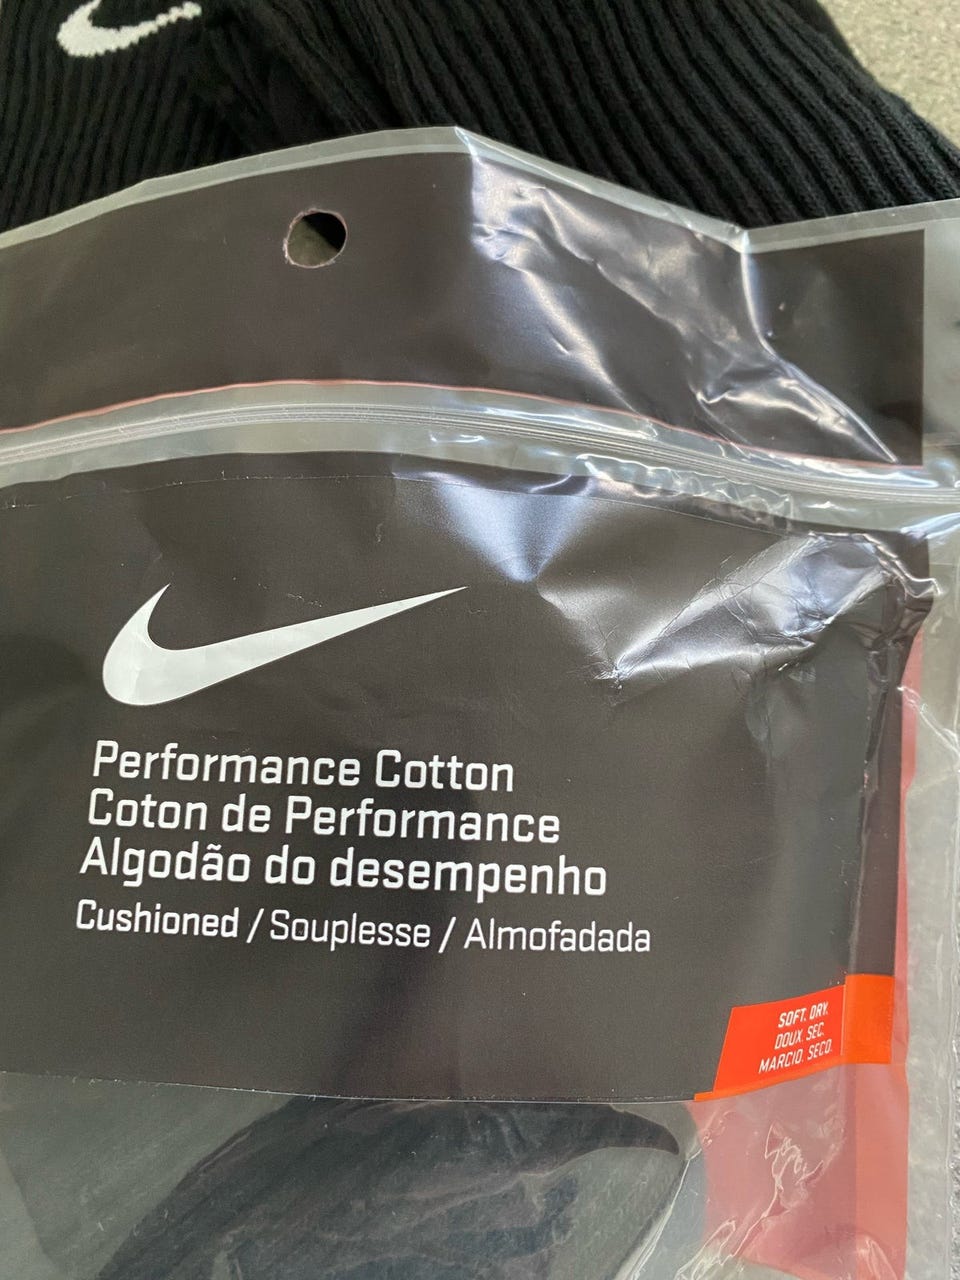 Performance Cotton
Coton de Performance
Algodão do desempenho
Cushioned / Souplesse / Almofadada
SOFT. DRY.
DOUX. SEC.
MARCIO. SECO.